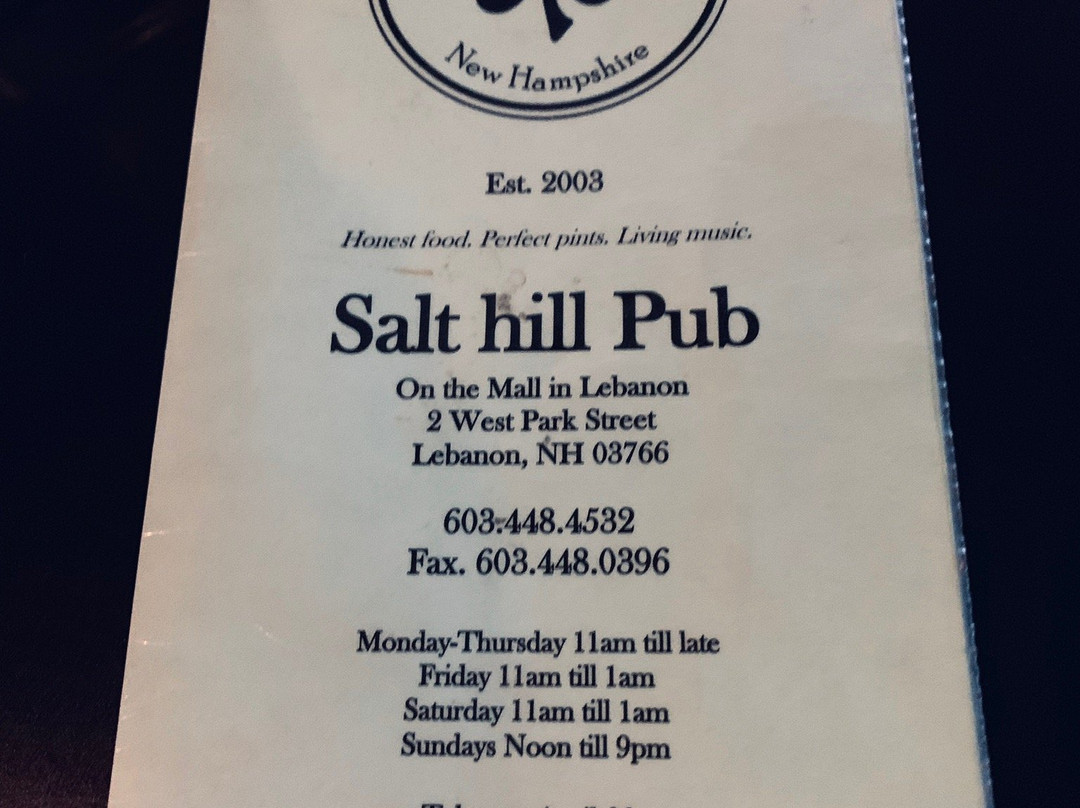 New Hampshire
Est. 2003
Honest food. Perfect pints. Living music.
Salt hill Pub
On the Mall in Lebanon
2 West Park Street
Lebanon, NH 03766
603.448.4532
Fax. 603.448.0396
Monday-Thursday 11am till late
Friday 11am till 1am
Saturday 11am till 1am
Sundays Noon till 9pm